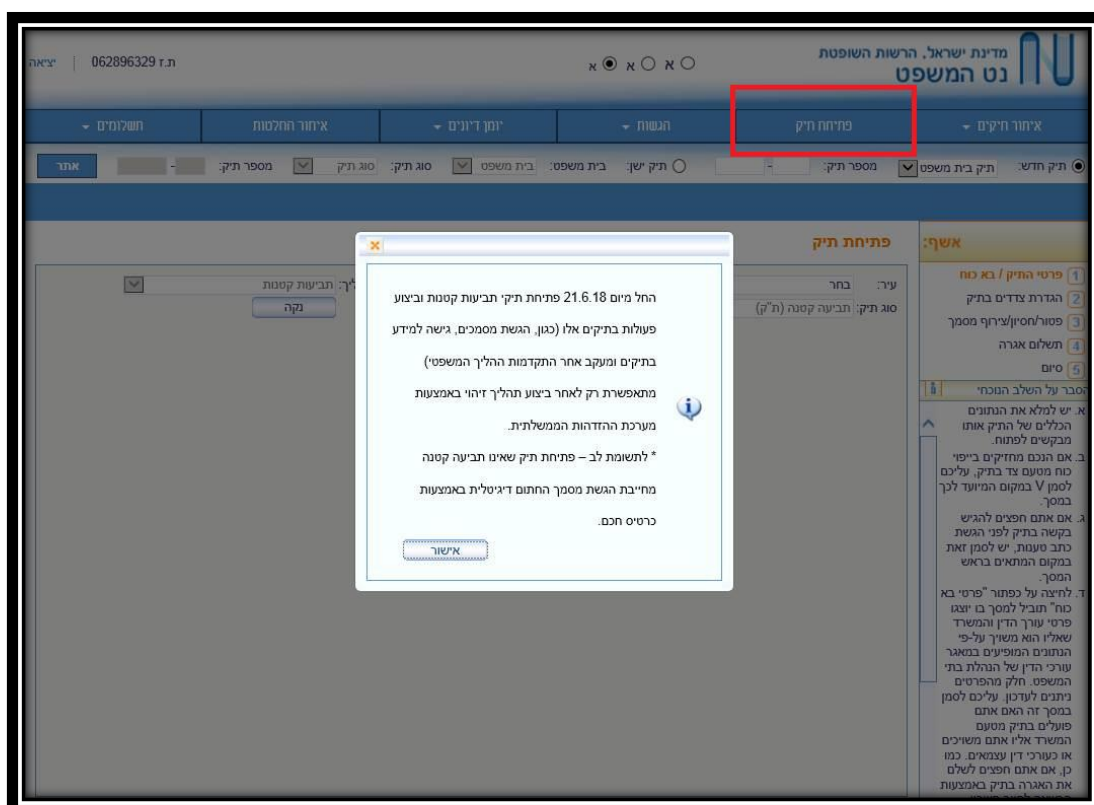 מדינת ישראל, הרשות השופטת
נט המשפט
א א א
ת.ז 062896329 | יציאה
איתור תיקים
פתיחת תיק
הגשות
יומן דיונים
איתור החלטות
תשלומים
תיק חדש: תיק בית משפט מספר תיק: - תיק ישן: בית משפט: בית משפט סוג תיק: סוג תיק מספר תיק: - אתר
אשף:
1 פרטי התיק / בא כוח
2 הגדרת צדדים בתיק
3 פטור/חסיון/צירוף מסמך
4 תשלום אגרה
5 סיום
הסבר על השלב הנוכחי
א. יש למלא את הנתונים
הכללים של התיק אותו
מבקשים לפתוח.
ב. אם הנכם מחזיקים בייפוי
כוח מטעם צד בתיק, עליכם
לסמן V במקום המיועד לכך
במסך.
ג. אם אתם חפצים להגיש
בקשה בתיק לפני הגשת
כתב טענות, יש לסמן זאת
במקום המתאים בראש
המסך.
ד. לחיצה על כפתור "פרטי בא
כוח" תוביל למסך בו יוצגו
פרטי עורך הדין והמשרד
שאליו הוא משויך על-פי
הנתונים המופיעים במאגר
עורכי הדין של הנהלת בתי
המשפט. חלק מהפרטים
ניתנים לעדכון. עליכם לסמן
במסך זה האם אתם
פועלים בתיק מטעם
המשרד אליו אתם משויכים
או כעורכי דין עצמאים. כמו
כן, אם אתם חפצים לשלם
את האגרה בתיק באמצעות
פתיחת תיק
עיר: בחר
ליך: תביעות קטנות
סוג תיק: תביעה קטנה (ת"ק)
נקה
החל מיום 21.6.18 פתיחת תיקי תביעות קטנות וביצוע
פעולות בתיקים אלו (כגון, הגשת מסמכים, גישה למידע
בתיקים ומעקב אחר התקדמות ההליך המשפטי)
מתאפשרת רק לאחר ביצוע תהליך זיהוי באמצעות
מערכת ההזדהות הממשלתית.
* לתשומת לב – פתיחת תיק שאינו תביעה קטנה
מחייבת הגשת מסמך החתום דיגיטלית באמצעות
כרטיס חכם.
אישור